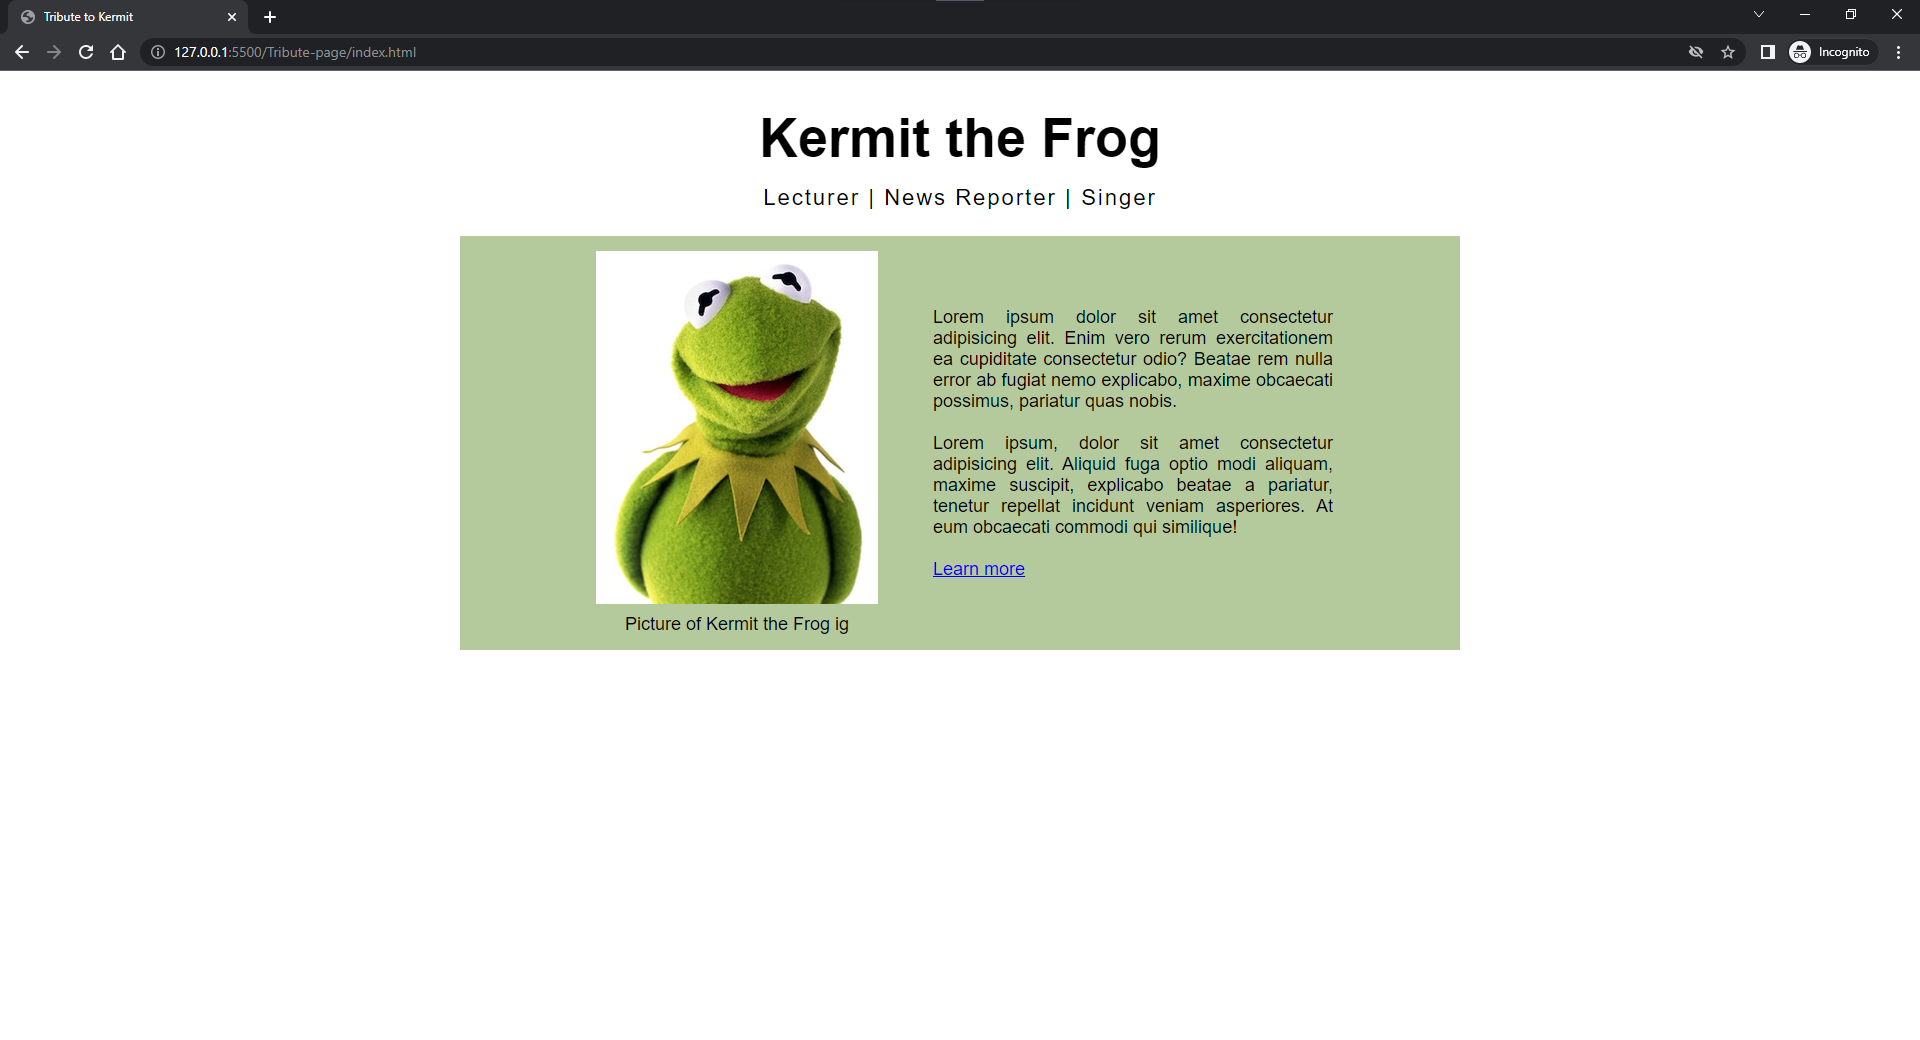 Tribute to Kermit
127.0.0.1:5500/Tribute-page/index.html
Incognito
Kermit the Frog
Lecturer | News Reporter | Singer
Lorem ipsum dolor sit amet consectetur
adipisicing elit. Enim vero rerum exercitationem
ea cupiditate consectetur odio? Beatae rem nulla
error ab fugiat nemo explicabo, maxime obcaecati
possimus, pariatur quas nobis.
Lorem ipsum, dolor sit amet consectetur
adipisicing elit. Aliquid fuga optio modi aliquam,
maxime suscipit, explicabo beatae a pariatur,
tenetur repellat incidunt veniam asperiores. At
eum obcaecati commodi qui similique!
Learn more
Picture of Kermit the Frog ig